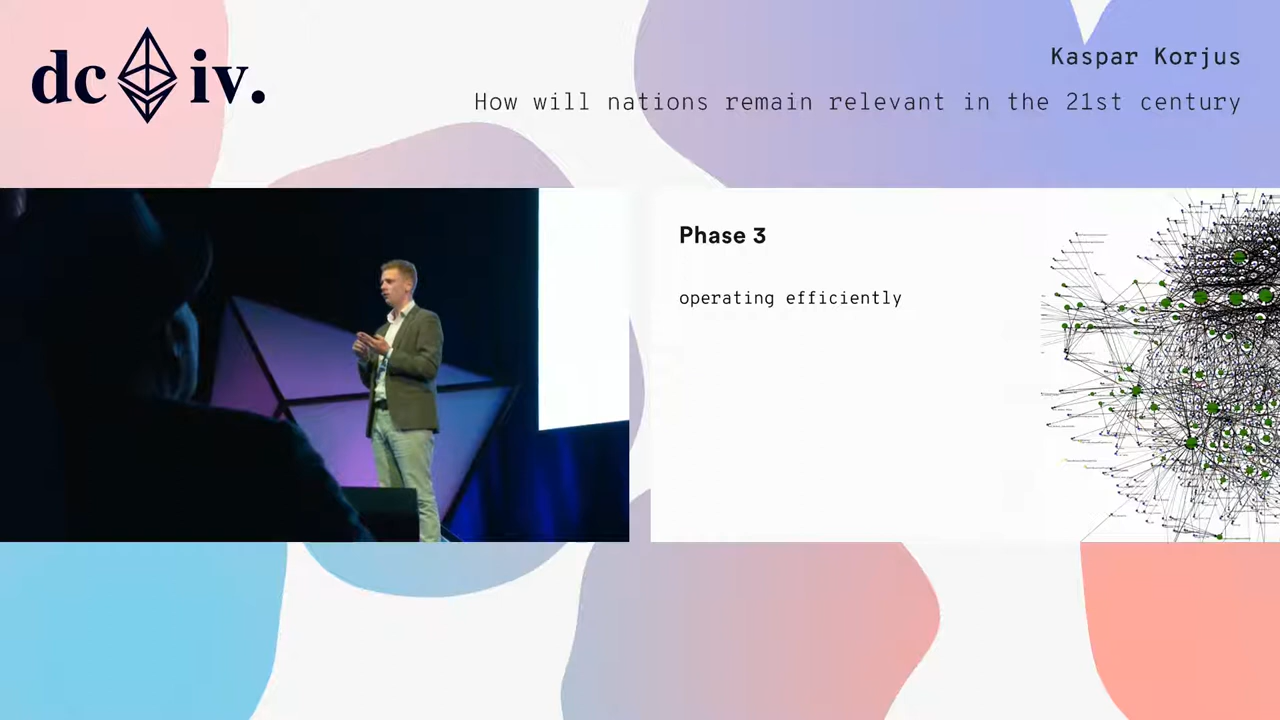 dc iv.
Kaspar Korjus
How will nations remain relevant in the 21st century
Phase 3
operating efficiently